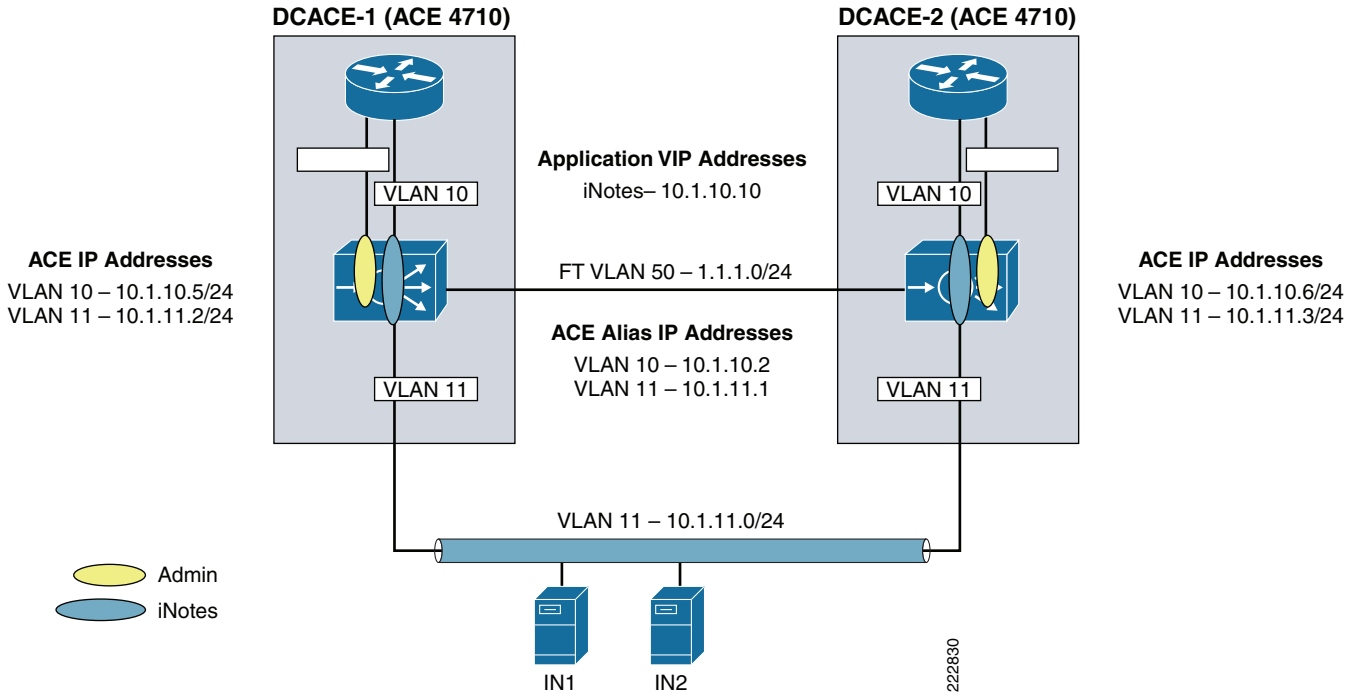 DCACE-1 (ACE 4710)
DCACE-2 (ACE 4710)
Application VIP Addresses
iNotes– 10.1.10.10
VLAN 10
VLAN 10
ACE IP Addresses
VLAN 10 – 10.1.10.5/24
VLAN 11 – 10.1.11.2/24
FT VLAN 50 – 1.1.1.0/24
ACE IP Addresses
VLAN 10 – 10.1.10.6/24
VLAN 11 – 10.1.11.3/24
ACE Alias IP Addresses
VLAN 10 – 10.1.10.2
VLAN 11 – 10.1.11.1
VLAN 11
VLAN 11
VLAN 11 – 10.1.11.0/24
Admin
iNotes
IN1
IN2
222830